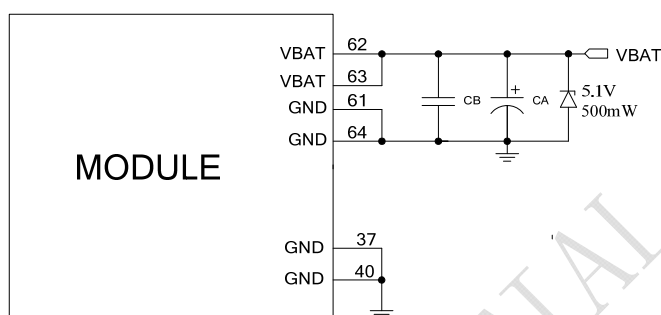 VBAT 62
VBAT
VBAT 63
GND 61
CB
+
CA
5.1V
500mW
GND 64
MODULE
GND 37
GND 40